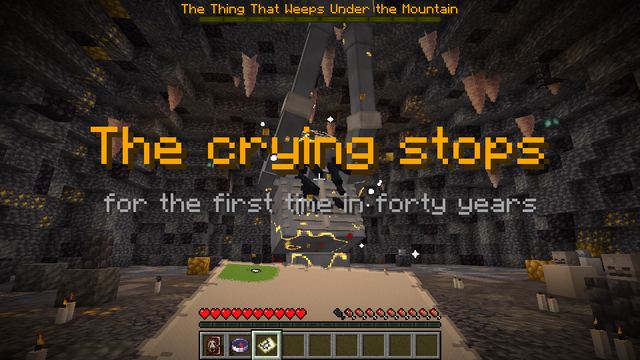 The Thing That Weeps Under the Mountain
The crying stops
for the first time in forty years